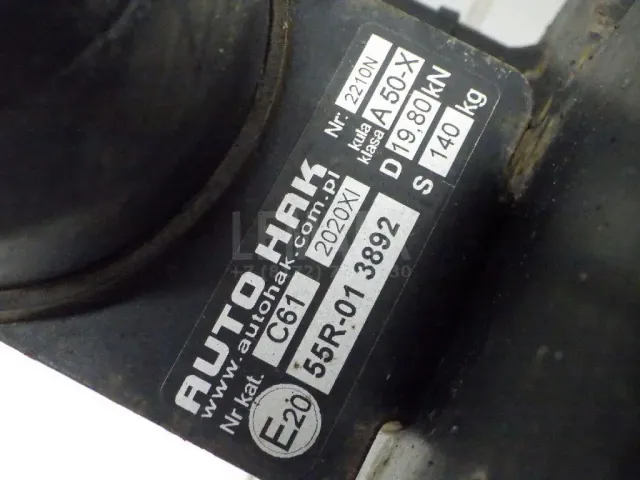 AUTO HAK
www.autohak.com.pl
Nr kat. C61 2020XI
E20 55R-01 3892
Nr: 2210N
kula klasa A 50-X
D 19,80 kN
S 140 kg